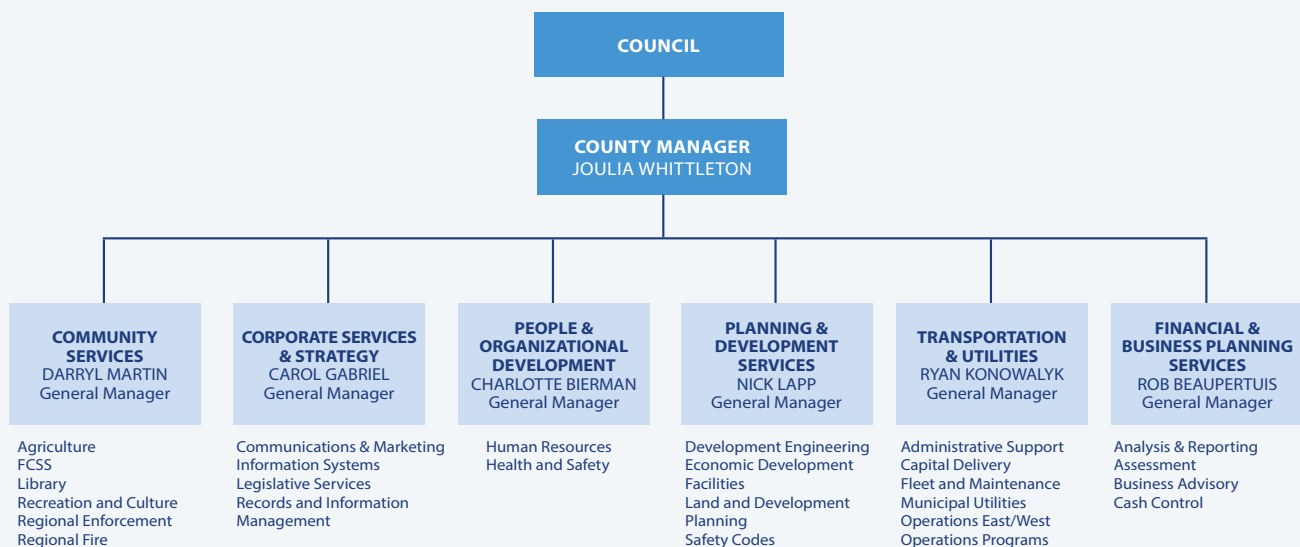 COUNCIL
COUNTY MANAGER
JOULIA WHITTLETON
COMMUNITY
SERVICES
DARRYL MARTIN
General Manager
Agriculture
FCSS
Library
Recreation and Culture
Regional Enforcement
Regional Fire
CORPORATE SERVICES
& STRATEGY
CAROL GABRIEL
General Manager
Communications & Marketing
Information Systems
Legislative Services
Records and Information
Management
PEOPLE &
ORGANIZATIONAL
DEVELOPMENT
CHARLOTTE BIERMAN
General Manager
Human Resources
Health and Safety
PLANNING &
DEVELOPMENT
SERVICES
NICK LAPP
General Manager
Development Engineering
Economic Development
Facilities
Land and Development
Planning
Safety Codes
TRANSPORTATION
& UTILITIES
RYAN KONOWALYK
General Manager
Administrative Support
Capital Delivery
Fleet and Maintenance
Municipal Utilities
Operations East/West
Operations Programs
FINANCIAL &
BUSINESS PLANNING
SERVICES
ROB BEAUPERTUIS
General Manager
Analysis & Reporting
Assessment
Business Advisory
Cash Control